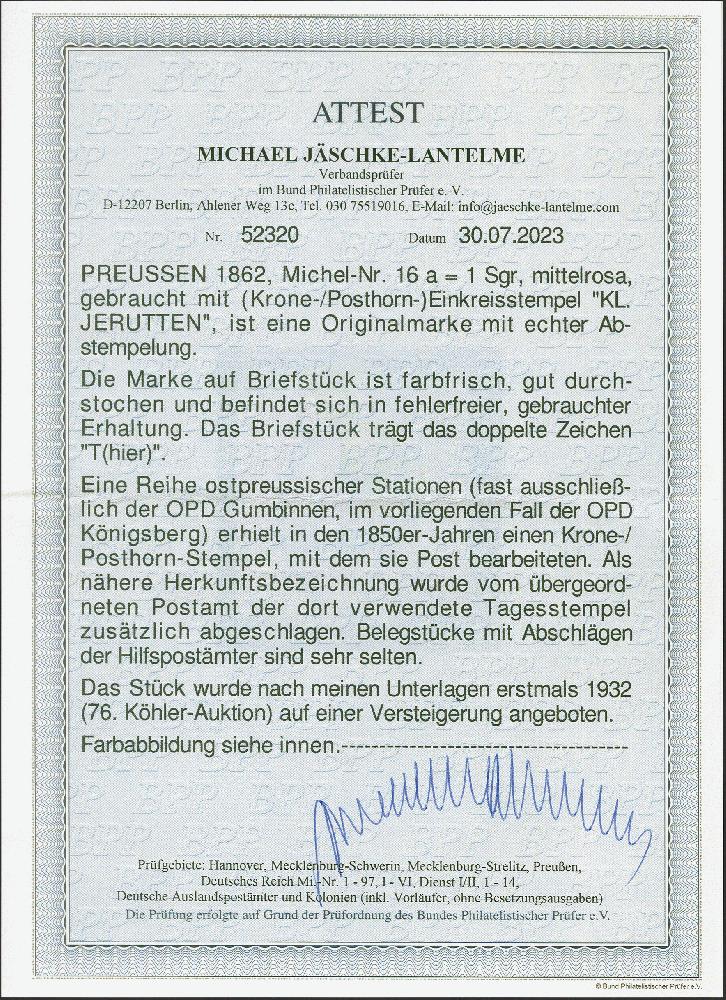 ATTEST
MICHAEL JÄSCHKE-LANTELME
Verbandsprüfer
im Bund Philatelistischer Prüfer e. V.
D-12207 Berlin, Ahlener Weg 13c, Tel. 030 75519016, E-Mail: info@jaeschke-lantelme.com
Nr. 52320 Datum 30.07.2023
PREUSSEN 1862, Michel-Nr. 16 a = 1 Sgr, mittelrosa,
gebraucht mit (Krone-/Posthorn-)Einkreisstempel "KL.
JERUTTEN", ist eine Originalmarke mit echter Ab-
stempelung.
Die Marke auf Briefstück ist farbfrisch, gut durch-
stochen und befindet sich in fehlerfreier, gebrauchter
Erhaltung. Das Briefstück trägt das doppelte Zeichen
"T(hier)".
Eine Reihe ostpreussischer Stationen (fast ausschließ-
lich der OPD Gumbinnen, im vorliegenden Fall der OPD
Königsberg) erhielt in den 1850er-Jahren einen Krone-/
Posthorn-Stempel, mit dem sie Post bearbeiteten. Als
nähere Herkunftsbezeichnung wurde vom übergeord-
neten Postamt der dort verwendete Tagesstempel
zusätzlich abgeschlagen. Belegstücke mit Abschlägen
der Hilfspostämter sind sehr selten.
Das Stück wurde nach meinen Unterlagen erstmals 1932
(76. Köhler-Auktion) auf einer Versteigerung angeboten.
Farbabbildung siehe innen.-----------------------------------
Prüfgebiete: Hannover, Mecklenburg-Schwerin, Mecklenburg-Strelitz, Preußen,
Deutsches Reich Mi.-Nr. 1 - 97, I - VI, Dienst I/II, 1 - 14,
Deutsche Auslandspostämter und Kolonien (inkl. Vorläufer, ohne Besetzungsausgaben)
Die Prüfung erfolgte auf Grund der Prüfordnung des Bundes Philatelistischer Prüfer e.V.
© Bund Philatelistischer Prüfer e.V.